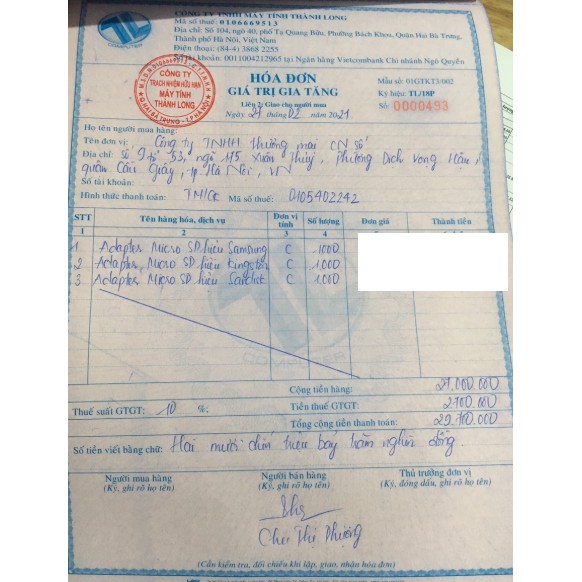 CÔNG TY TNHH MÁY TÍNH THÀNH LONG
Mã số thuế: 0106669513
Địa chỉ: Số 104, ngõ 40, phố Tạ Quang Bửu, Phường Bách Khoa, Quận Hai Bà Trưng,
Thành phố Hà Nội, Việt Nam
Điện thoại: (84-4) 3868 2255
Số tài khoản: 0011004212965 tại Ngân hàng Vietcombank Chi nhánh Ngô Quyền
HÓA ĐƠN
GIÁ TRỊ GIA TĂNG
Liên 2: Giao cho người mua
Ngày 21 tháng 02 năm 2021
Mẫu số: 01GTKT3/002
Ký hiệu: TL/18P
Số: 0000493
CÔNG TY
TRÁCH NHIỆM HỮU HẠN
MÁY TÍNH
THÀNH LONG
Q.HAI BÀ TRƯNG - T.P HÀ NỘI
Họ tên người mua hàng:
Tên đơn vị: Công ty TNHH thương mại CN số
Địa chỉ: Số 9 tổ 53, ngõ 175 Xuân Thủy, Phường Dịch Vọng Hậu,
quận Cầu Giấy, tp Hà Nội, VN
Số tài khoản:
Hình thức thanh toán: TM/CK Mã số thuế: 0105402242
STT Tên hàng hóa, dịch vụ Đơn vị tính Số lượng Đơn giá Thành tiền
1 2 3 4
1 Adapter Micro SD hiệu Samsung C 1000
2 Adapter Micro SD hiệu Kingston C 1.000
3 Adapter Micro SD hiệu Sandisk C 1.000
COMPUTER
Cộng tiền hàng: 27.000.000
Thuế suất GTGT: 10 %: Tiền thuế GTGT: 2.700.000
Tổng cộng tiền thanh toán: 29.700.000
Số tiền viết bằng chữ: Hai mươi chín triệu bảy trăm nghìn đồng.
Người mua hàng Người bán hàng Thủ trưởng đơn vị
(Ký, ghi rõ họ tên) (Ký, ghi rõ họ tên) (Ký, đóng dấu, ghi rõ họ tên)
Chu Thị Phượng
(Cần kiểm tra, đối chiếu khi lập, giao, nhận hóa đơn)